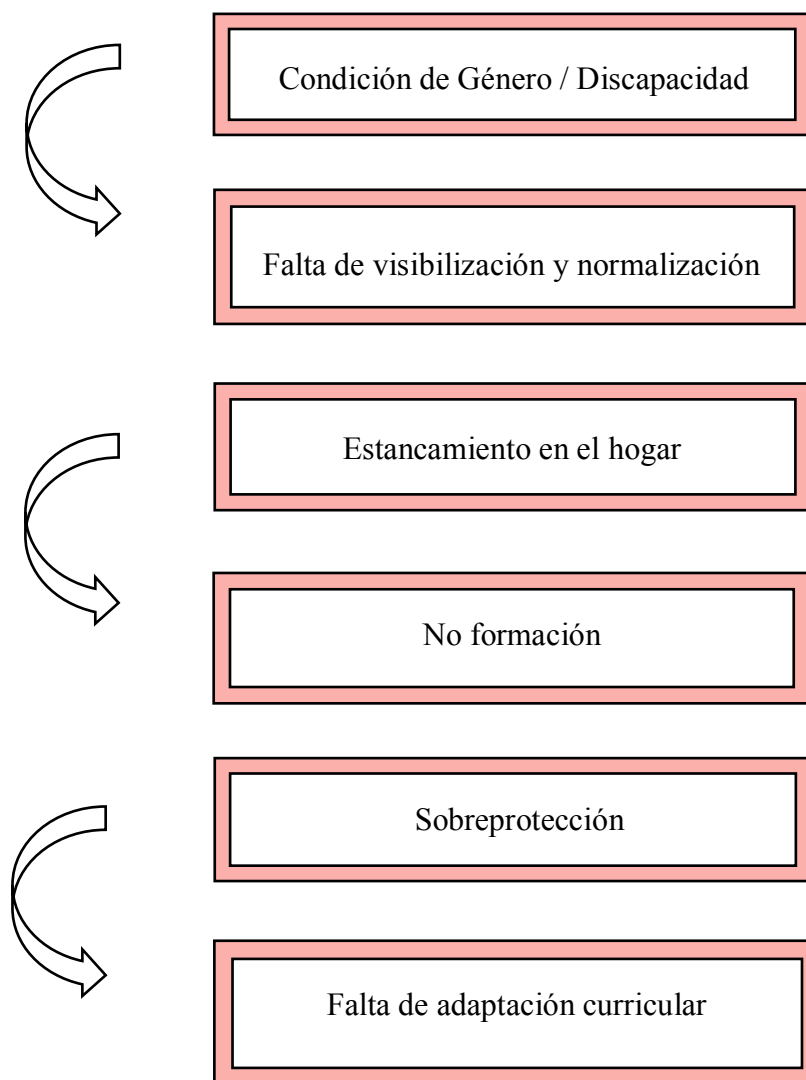 Condición de Género / Discapacidad
Falta de visibilización y normalización
Estancamiento en el hogar
No formación
Sobreprotección
Falta de adaptación curricular